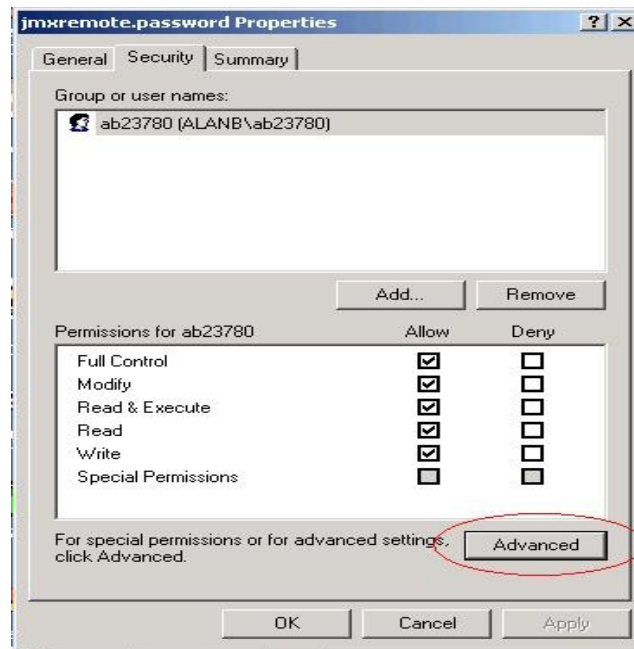 jmxremote.password Properties
General Security Summary
Group or user names:
ab23780 (ALANB\ab23780)
Add... Remove
Permissions for ab23780 Allow Deny
Full Control
Modify
Read & Execute
Read
Write
Special Permissions
For special permissions or for advanced settings, Advanced
click Advanced.
OK Cancel Apply